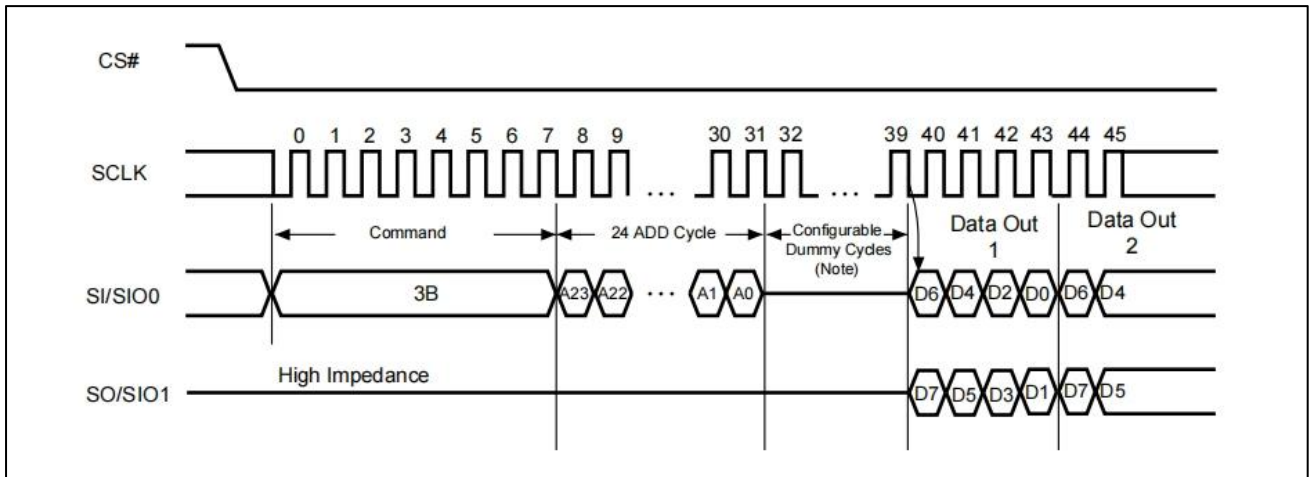 CS#
0 1 2 3 4 5 6 7 8 9 30 31 32 39 40 41 42 43 44 45
SCLK
... ...
Command
24 ADD Cycle
Configurable
Dummy Cycles
(Note)
Data Out
1
Data Out
2
SI/SIO0
3B A23 A22 ... A1 A0 D6 D4 D2 D0 D6 D4
High Impedance
SO/SIO1
D7 D5 D3 D1 D7 D5